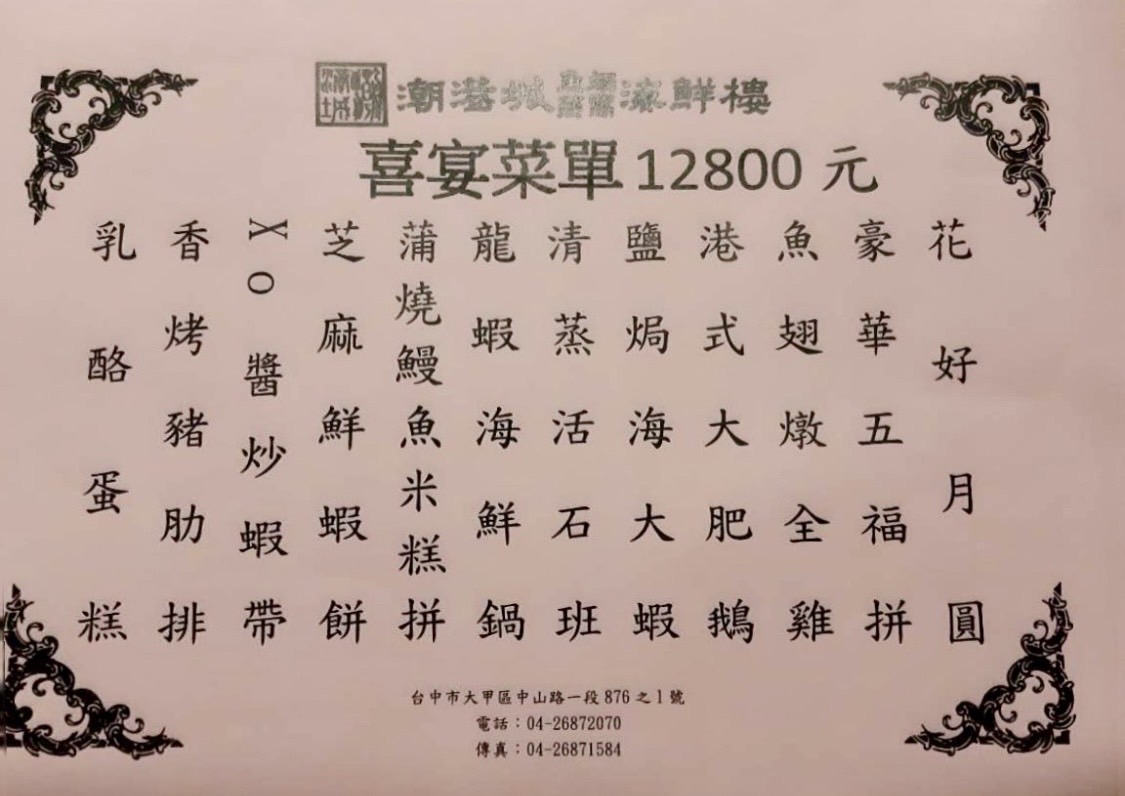 潮港城 海鮮樓
喜宴菜單 12800 元
花好月圓
豪華五福拼
魚翅燉全雞
港式大肥鵝
鹽焗海大蝦
清蒸活石班
龍蝦海鮮鍋
蒲燒鰻魚米糕拼
芝麻鮮蝦餅
XO醬炒蝦帶
香烤豬肋排
乳酪蛋糕
台中市大甲區中山路一段 876 之 1 號
電話：04-26872070
傳真：04-26871584